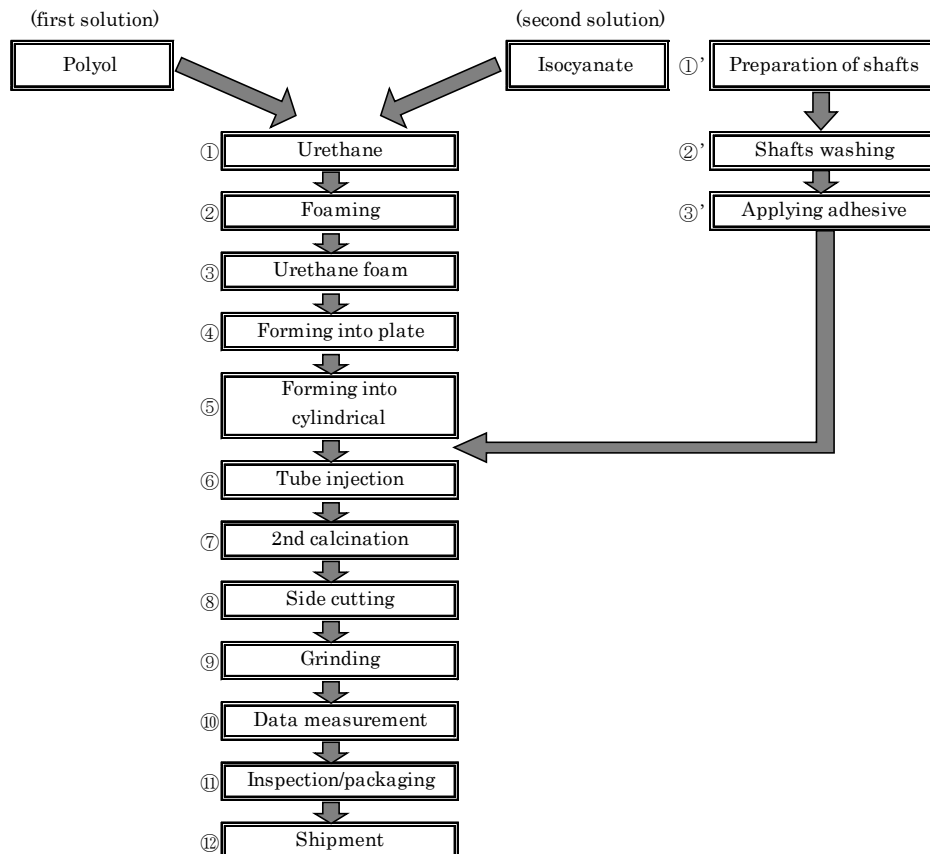 (first solution)
(second solution)
Polyol
Isocyanate
①’ Preparation of shafts
① Urethane
②’ Shafts washing
② Foaming
③’ Applying adhesive
③ Urethane foam
④ Forming into plate
⑤ Forming into
cylindrical
⑥ Tube injection
⑦ 2nd calcination
⑧ Side cutting
⑨ Grinding
⑩ Data measurement
⑪ Inspection/packaging
⑫ Shipment